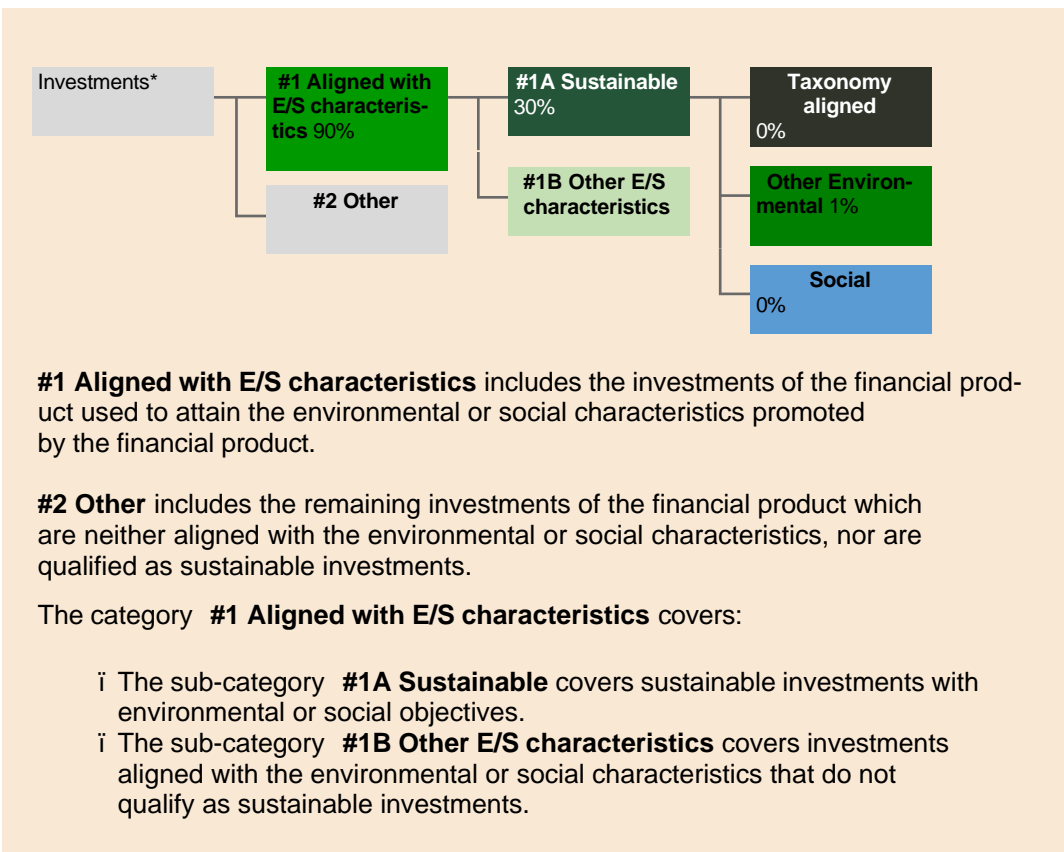 Investments*
#1 Aligned with
E/S characteris-
tics 90%
#2 Other
#1A Sustainable
30%
#1B Other E/S
characteristics
Taxonomy
aligned
0%
Other Environ-
mental 1%
Social
0%
#1 Aligned with E/S characteristics includes the investments of the financial prod-
uct used to attain the environmental or social characteristics promoted
by the financial product.
#2 Other includes the remaining investments of the financial product which
are neither aligned with the environmental or social characteristics, nor are
qualified as sustainable investments.
The category #1 Aligned with E/S characteristics covers:
ï The sub-category #1A Sustainable covers sustainable investments with
environmental or social objectives.
ï The sub-category #1B Other E/S characteristics covers investments
aligned with the environmental or social characteristics that do not
qualify as sustainable investments.